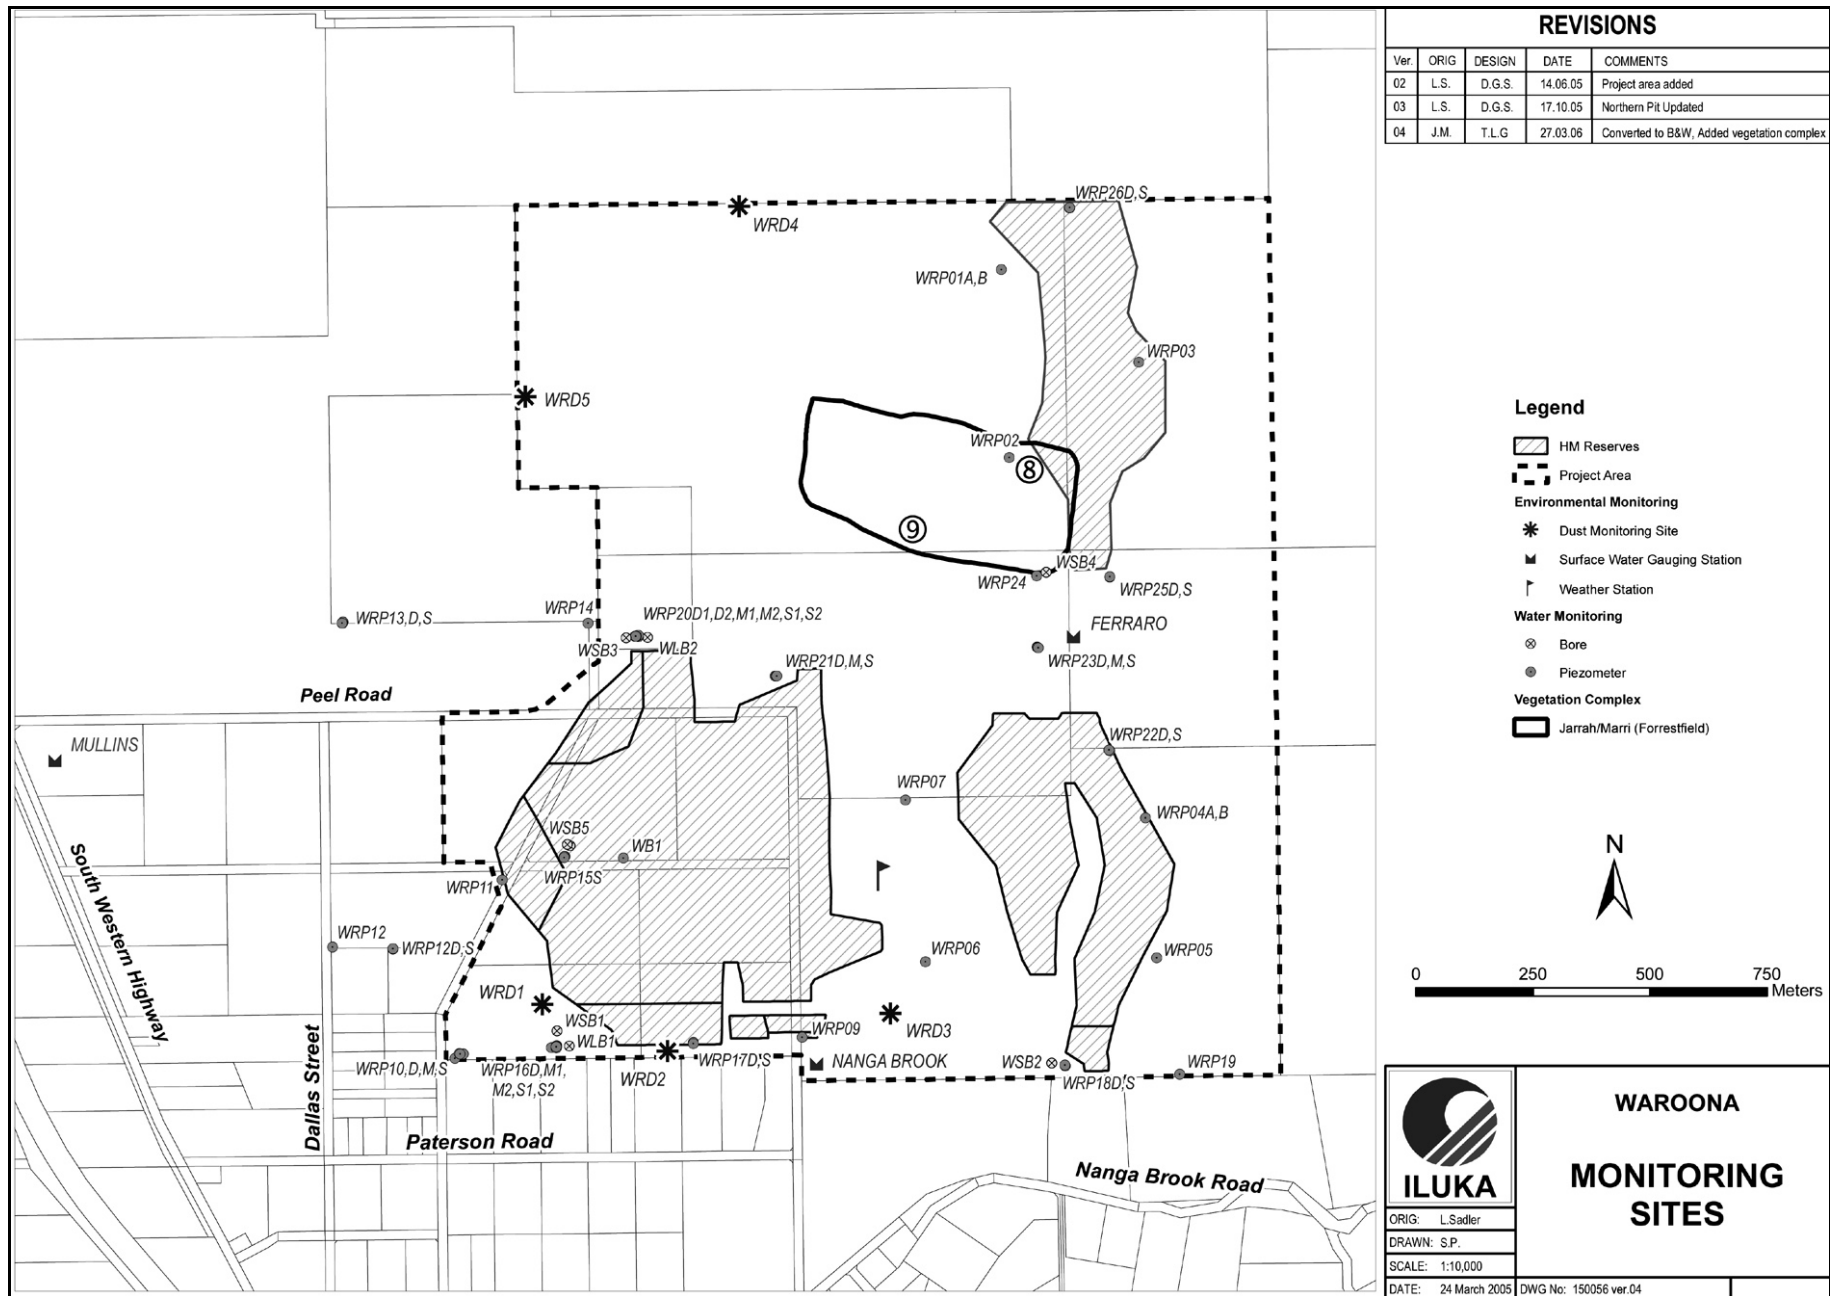 REVISIONS
Ver. ORIG DESIGN DATE COMMENTS
02 L.S. D.G.S. 14.06.05 Project area added
03 L.S. D.G.S. 17.10.05 Northern Pit Updated
04 J.M. T.L.G 27.03.06 Converted to B&W, Added vegetation complex
WRP26D,S
WRD4
WRP01A,B
WRP03
WRD5
WRP02
8
9
WSB4
WRP24
WRP25D,S
WRP13,D,S
WRP14
WRP20D1,D2,M1,M2,S1,S2
FERRARO
WSB3
WLB2
WRP21D,M,S
WRP23D,M,S
Peel Road
MULLINS
WRP22D,S
WRP07
WRP04A,B
WSB5
WB1
WRP15S
WRP11
South Western Highway
WRP12
WRP12D,S
WRP06
WRP05
WRD1
WSB1
WRD3
WRP09
WLB1
WRP10,D,M,S
WRP16D,M1,
M2,S1,S2
WRD2
WRP17D,S
NANGA BROOK
WSB2
WRP18D,S
WRP19
Dallas Street
Paterson Road
Nanga Brook Road
Legend
HM Reserves
Project Area
Environmental Monitoring
Dust Monitoring Site
Surface Water Gauging Station
Weather Station
Water Monitoring
Bore
Piezometer
Vegetation Complex
Jarrah/Marri (Forrestfield)
N
0 250 500 750
Meters
ILUKA
WAROONA
MONITORING
SITES
ORIG: L.Sadler
DRAWN: S.P.
SCALE: 1:10,000
DATE: 24 March 2005 DWG No: 150056 ver.04